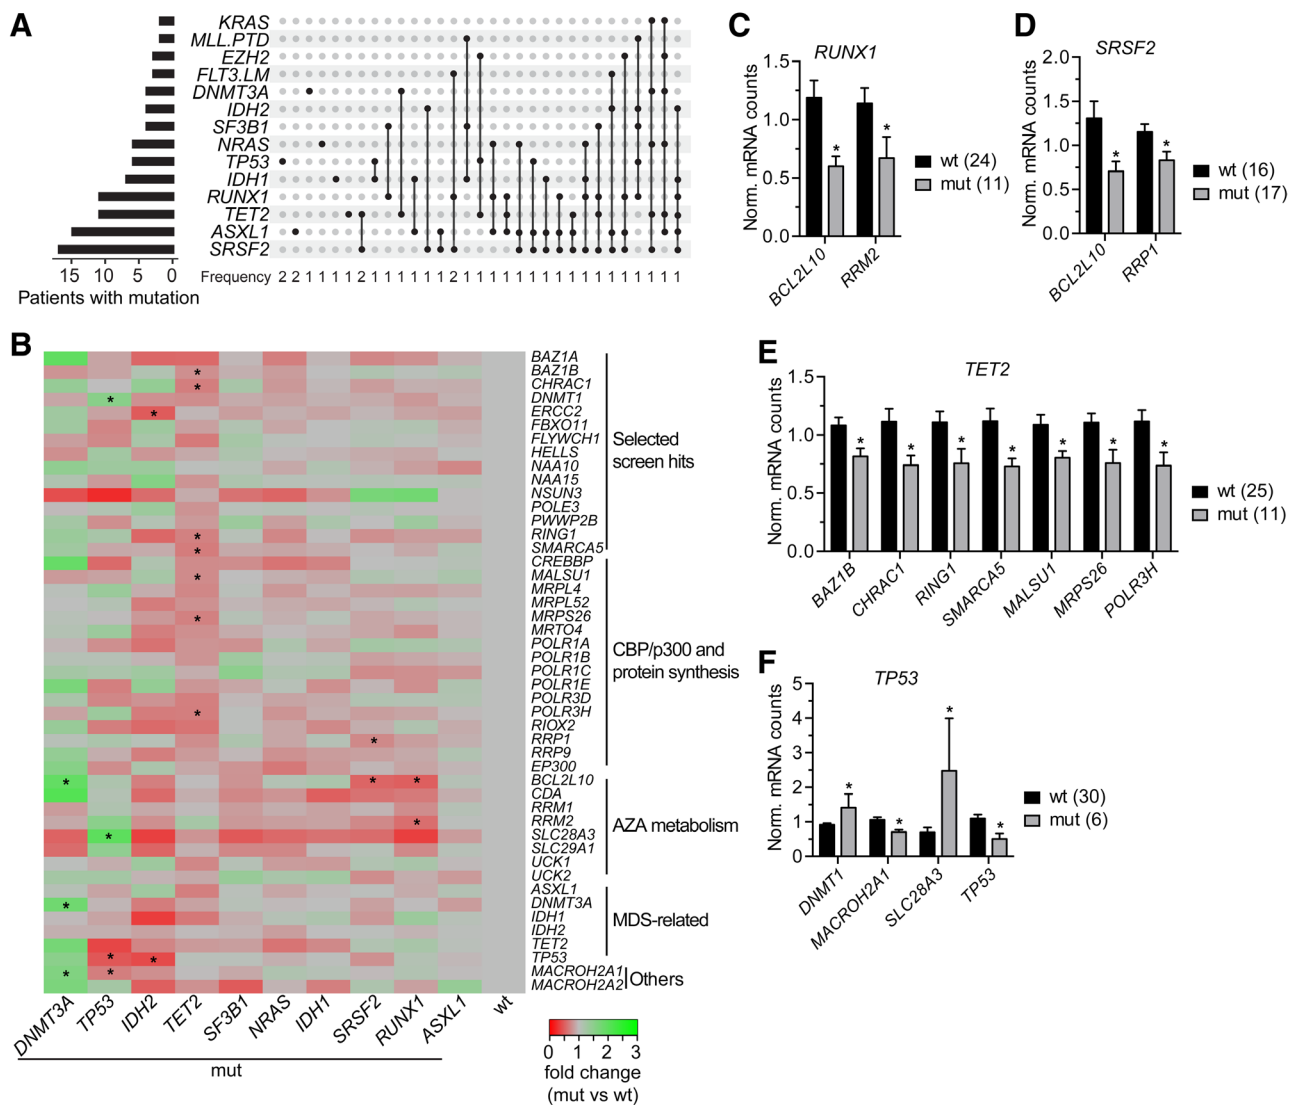 A
KRAS
MLL.PTD
EZH2
FLT3.LM
DNMT3A
IDH2
SF3B1
NRAS
TP53
IDH1
RUNX1
TET2
ASXL1
SRSF2
15 10 5 0
Patients with mutation
Frequency 2 2 1 1 1 1 2 1 1 1 1 1 1 2 1 1 1 1 1 1 1 1 1 1 1 1 1 1 1 1 1
B
BAZ1A
BAZ1B
CHRAC1
DNMT1
ERCC2
FBXO11
FLYWCH1
HELLS
NAA10
NAA15
NSUN3
POLE3
PWWP2B
RING1
SMARCA5
CREBBP
MALSU1
MRPL4
MRPL52
MRPS26
MRTO4
POLR1A
POLR1B
POLR1C
POLR1E
POLR3D
POLR3H
RIOX2
RRP1
RRP9
EP300
BCL2L10
CDA
RRM1
RRM2
SLC28A3
SLC29A1
UCK1
UCK2
ASXL1
DNMT3A
IDH1
IDH2
TET2
TP53
MACROH2A1
MACROH2A2
Selected
screen hits
CBP/p300 and
protein synthesis
AZA metabolism
MDS-related
Others
DNMT3A TP53 IDH2 TET2 SF3B1 NRAS IDH1 SRSF2 RUNX1 ASXL1 wt
mut
0 1 2 3
fold change
(mut vs wt)
C
RUNX1
Norm. mRNA counts
1.5
1.0
0.5
0.0
* *
BCL2L10 RRM2
wt (24)
mut (11)
D
SRSF2
Norm. mRNA counts
2.0
1.5
1.0
0.5
0.0
* *
BCL2L10 RRP1
wt (16)
mut (17)
E
TET2
Norm. mRNA counts
1.5
1.0
0.5
0.0
* * * * * * *
BAZ1B CHRAC1 RING1 SMARCA5 MALSU1 MRPS26 POLR3H
wt (25)
mut (11)
F
TP53
Norm. mRNA counts
5
4
3
2
1
0
* * * *
DNMT1 MACROH2A1 SLC28A3 TP53
wt (30)
mut (6)